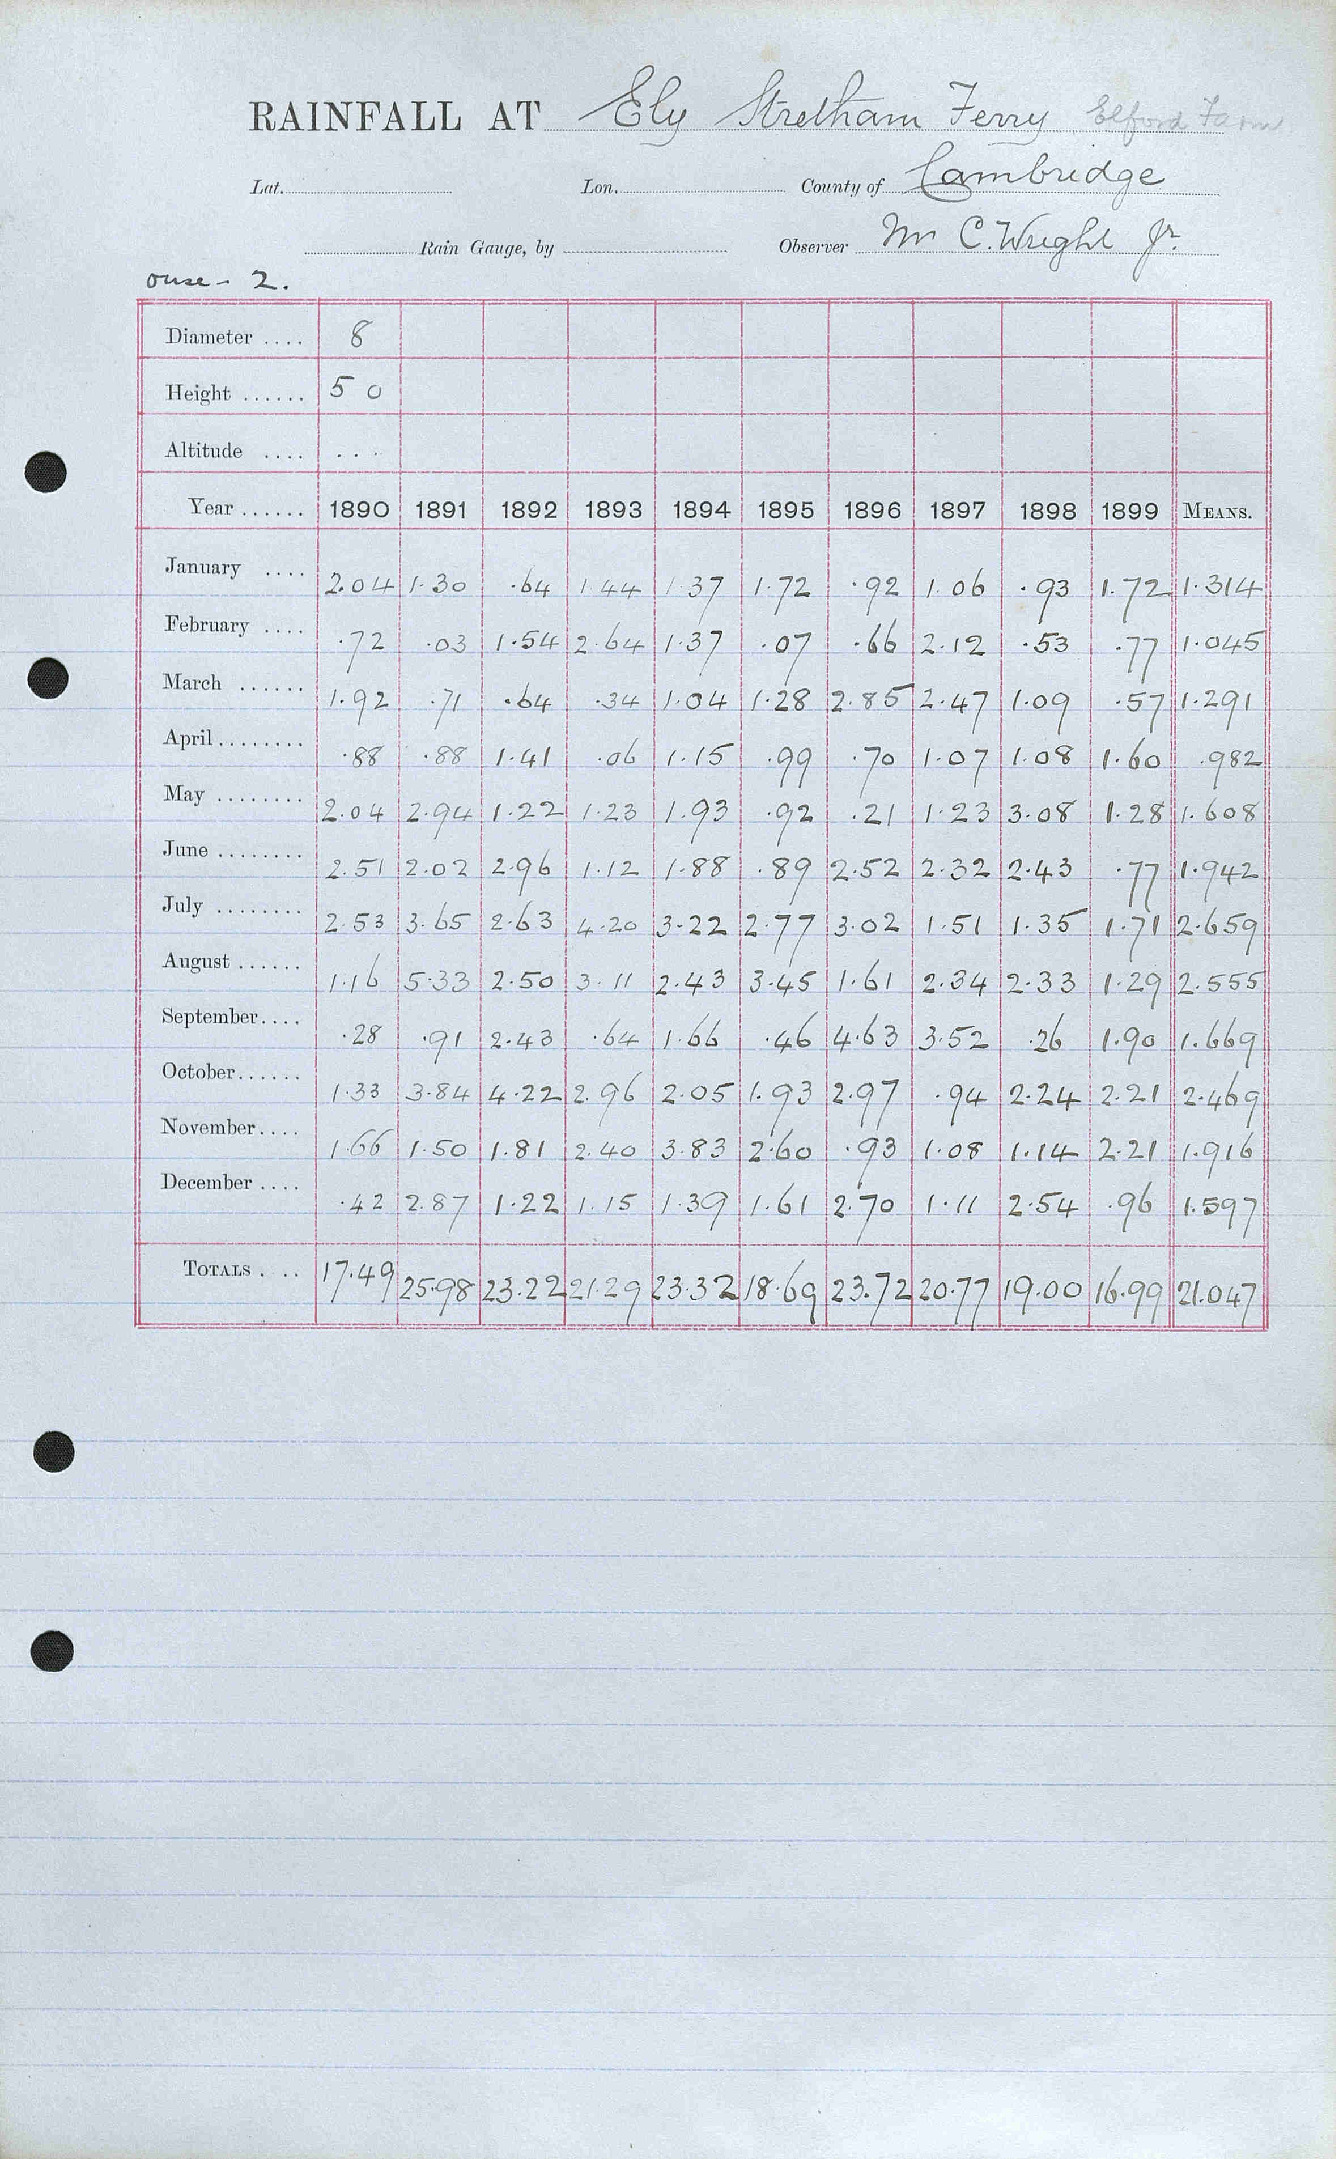 RAINFALL AT Ely Stretham Ferry Elford Farm
Lat. Lon. County of Cambridge
Rain Gauge, by Observer Mr C. Wright Jr.
ouse - 2.
Diameter .... 8
Height ...... 5 0
Altitude .... ...
Year ...... 1890 1891 1892 1893 1894 1895 1896 1897 1898 1899 MEANS.
January .... 2.04 1.30 .64 1.44 1.37 1.72 .92 1.06 .93 1.72 1.314
February .... .72 .03 1.54 2.64 1.37 .07 .66 2.12 .53 .77 1.045
March ...... 1.92 .71 .64 .34 1.04 1.28 2.85 2.47 1.09 .57 1.291
April ........ .88 .88 1.41 .06 1.15 .99 .70 1.07 1.08 1.60 .982
May ........ 2.04 2.94 1.22 1.23 1.93 .92 .21 1.23 3.08 1.28 1.608
June ........ 2.51 2.02 2.96 1.12 1.88 .89 2.52 2.32 2.43 .77 1.942
July ........ 2.53 3.65 2.63 4.20 3.22 2.77 3.02 1.51 1.35 1.71 2.659
August ...... 1.16 5.33 2.50 3.11 2.43 3.45 1.61 2.34 2.33 1.29 2.555
September.... .28 .91 2.43 .64 1.66 .46 4.63 3.52 .26 1.90 1.669
October...... 1.33 3.84 4.22 2.96 2.05 1.93 2.97 .94 2.24 2.21 2.469
November.... 1.66 1.50 1.81 2.40 3.83 2.60 .93 1.08 1.14 2.21 1.916
December .... .42 2.87 1.22 1.15 1.39 1.61 2.70 1.11 2.54 .96 1.597
TOTALS . .. 17.49 25.98 23.22 21.29 23.32 18.69 23.72 20.77 19.00 16.99 21.047